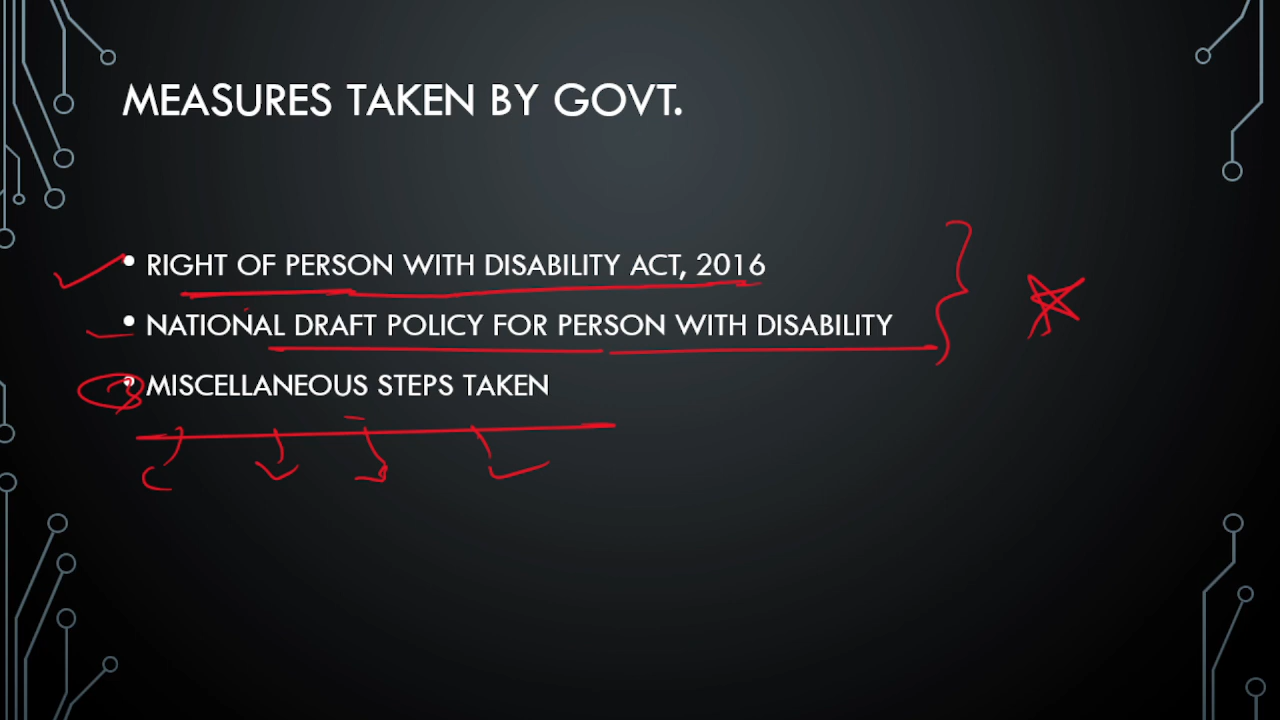 MEASURES TAKEN BY GOVT.
• RIGHT OF PERSON WITH DISABILITY ACT, 2016
• NATIONAL DRAFT POLICY FOR PERSON WITH DISABILITY
• MISCELLANEOUS STEPS TAKEN